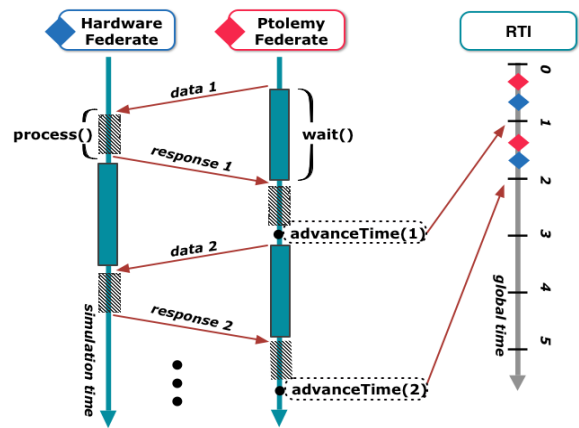 Hardware
Federate
Ptolemy
Federate
RTI
data 1
process()
wait()
response 1
advanceTime(1)
data 2
response 2
advanceTime(2)
simulation time
global time
0
1
2
3
4
5